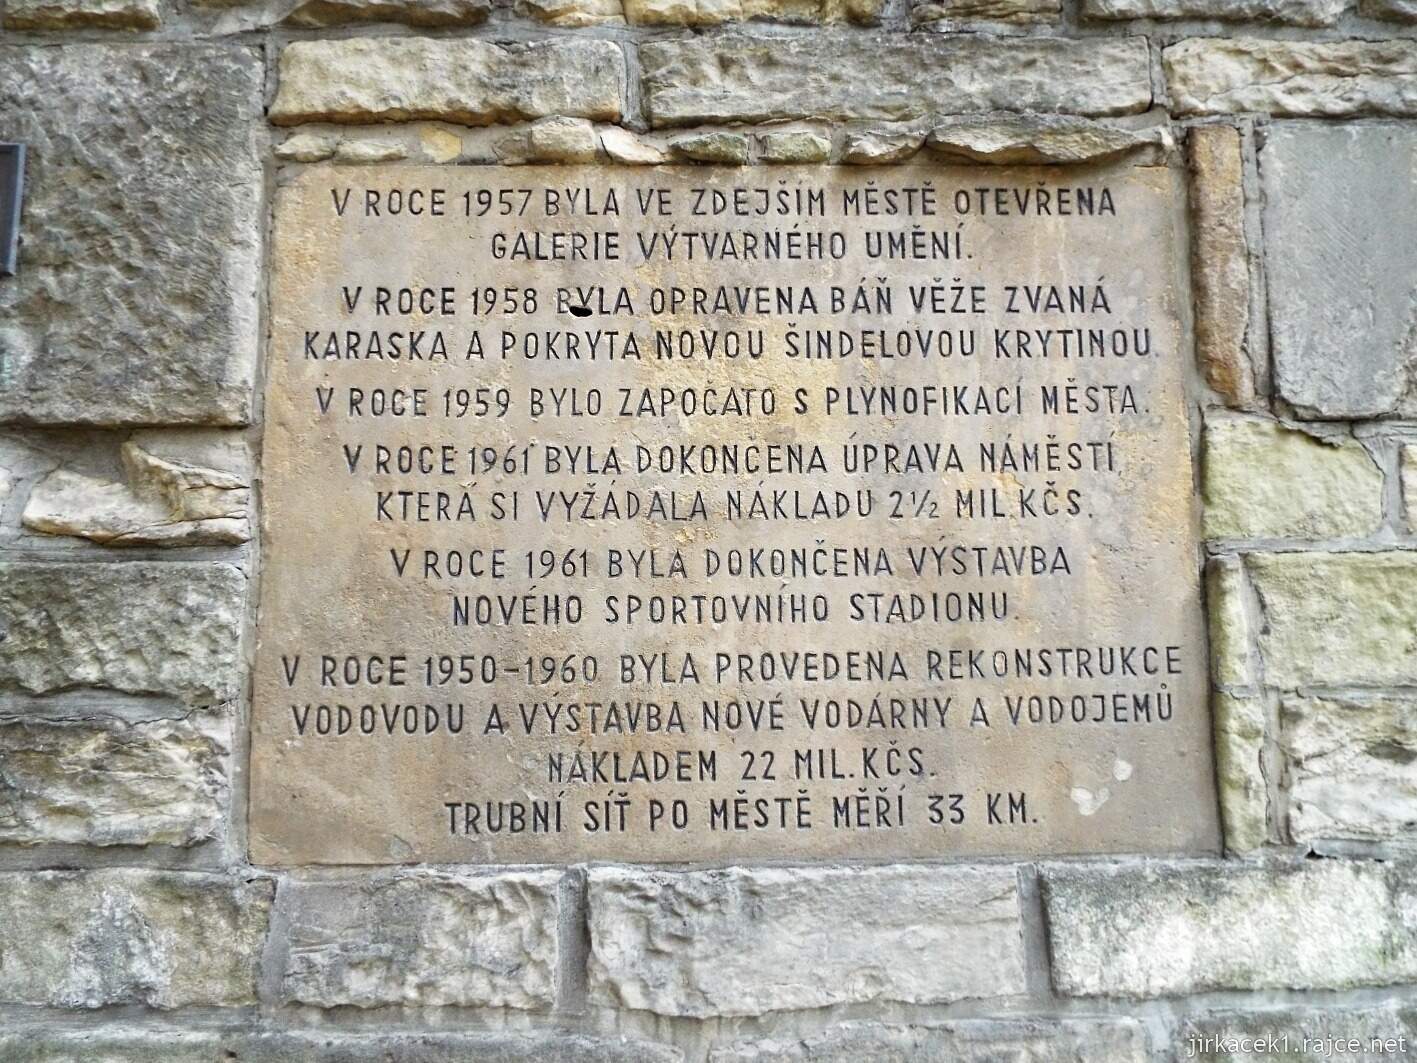 V ROCE 1957 BYLA VE ZDEJŠÍM MĚSTĚ OTEVŘENA
GALERIE VÝTVARNÉHO UMĚNÍ.
V ROCE 1958 BYLA OPRAVENA BÁŇ VĚŽE ZVANÁ
KARASKA A POKRYTA NOVOU ŠINDELOVOU KRYTINOU.
V ROCE 1959 BYLO ZAPOČATO S PLYNOFIKACÍ MĚSTA.
V ROCE 1961 BYLA DOKONČENA ÚPRAVA NÁMĚSTÍ,
KTERÁ SI VYŽÁDALA NÁKLADU 2½ MIL.KČS.
V ROCE 1961 BYLA DOKONČENA VÝSTAVBA
NOVÉHO SPORTOVNÍHO STADIONU.
V ROCE 1950-1960 BYLA PROVEDENA REKONSTRUKCE
VODOVODU A VÝSTAVBA NOVÉ VODÁRNY A VODOJEMŮ
NÁKLADEM 22 MIL.KČS.
TRUBNÍ SÍŤ PO MĚSTĚ MĚŘÍ 33 KM.
jirkacek1.rajce.net